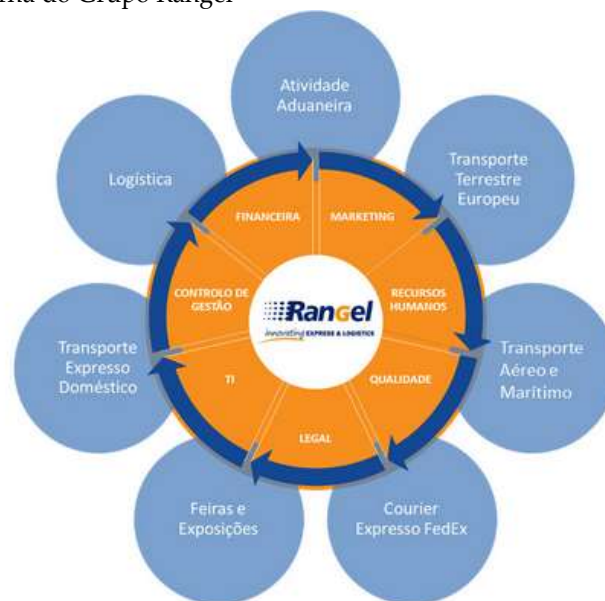 do Grupo Rangel
Atividade
Aduaneira
Transporte
Terrestre
Europeu
Transporte
Aéreo e
Marítimo
Courier
Expresso FedEx
Feiras e
Exposições
Transporte
Expresso
Doméstico
Logística
FINANCEIRA
MARKETING
RECURSOS
HUMANOS
QUALIDADE
LEGAL
TI
CONTROLO DE
GESTÃO
Rangel
innovating EXPRESS & LOGISTICS